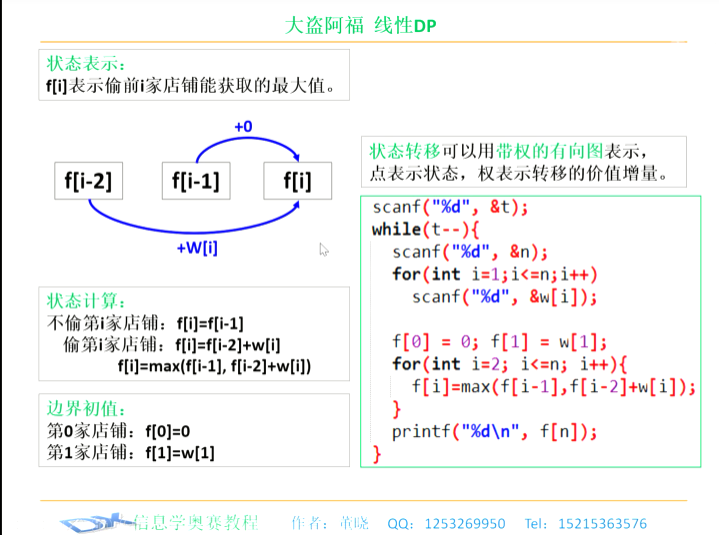 大盗阿福 线性DP
状态表示：
f[i]表示偷前i家店铺能获取的最大值。
+0
f[i-2]
f[i-1]
f[i]
+W[i]
状态计算：
不偷第i家店铺：f[i]=f[i-1]
偷第i家店铺：f[i]=f[i-2]+w[i]
f[i]=max(f[i-1], f[i-2]+w[i])
边界初值：
第0家店铺：f[0]=0
第1家店铺：f[1]=w[1]
状态转移可以用带权的有向图表示，
点表示状态，权表示转移的价值增量。
scanf("%d", &t);
while(t--){
scanf("%d", &n);
for(int i=1;i<=n;i++)
scanf("%d", &w[i]);
f[0] = 0; f[1] = w[1];
for(int i=2; i<=n; i++){
f[i]=max(f[i-1],f[i-2]+w[i]);
}
printf("%d\n", f[n]);
}
信息学奥赛教程 作者：董晓 QQ：1253269950 Tel：15215363576